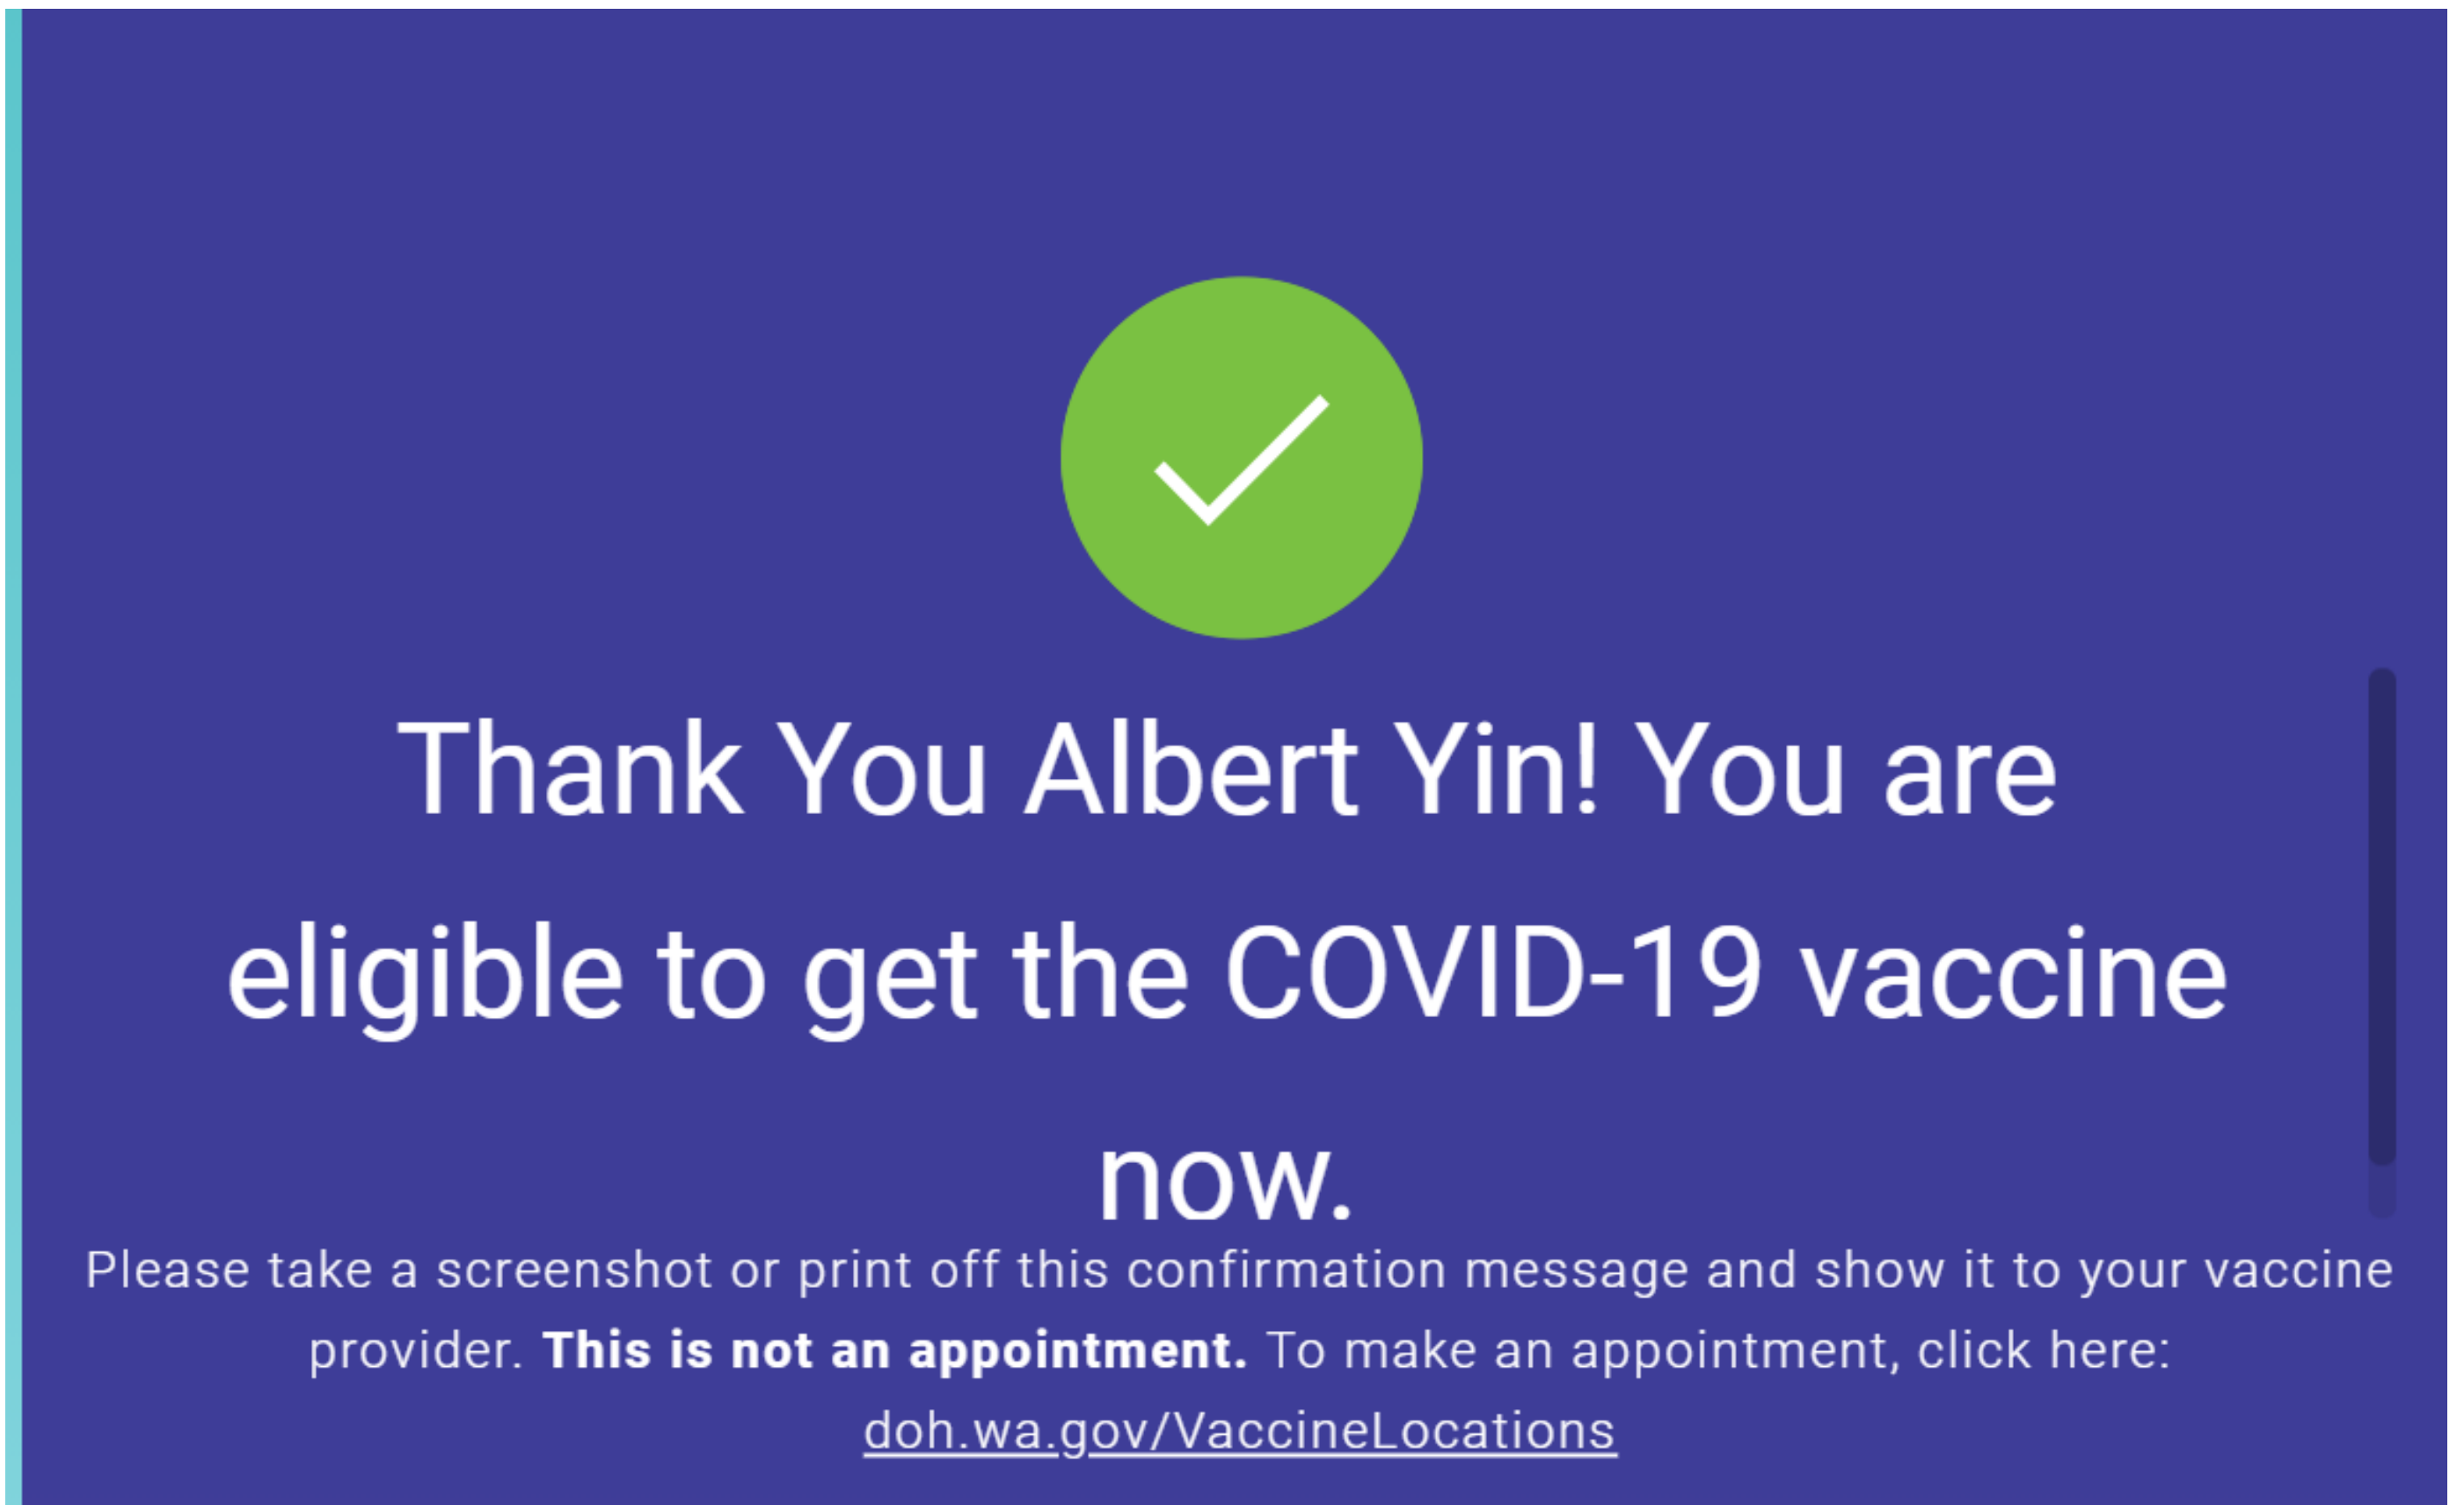 Thank You Albert Yin! You are
eligible to get the COVID-19 vaccine
now.
Please take a screenshot or print off this confirmation message and show it to your vaccine
provider. This is not an appointment. To make an appointment, click here:
doh.wa.gov/VaccineLocations